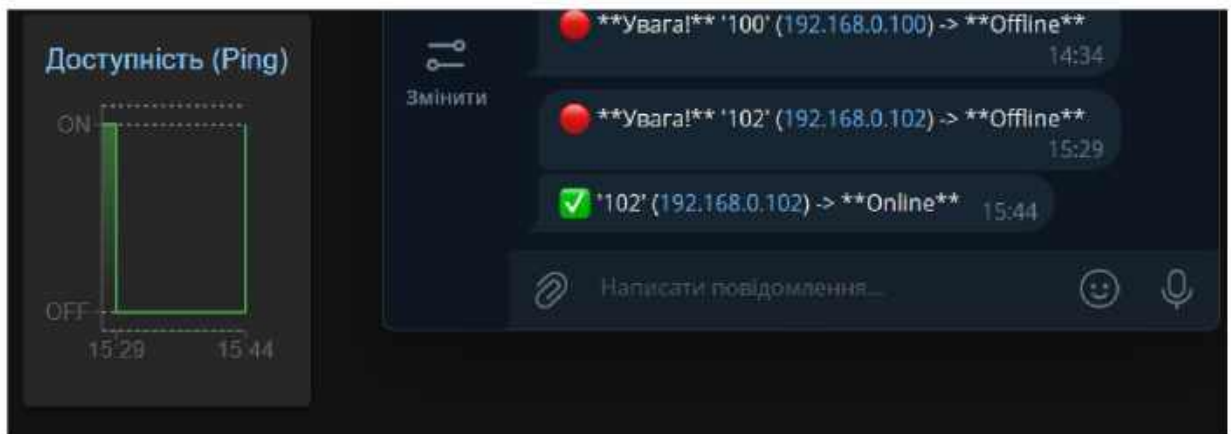 Доступність (Ping)
ON
OFF
15:29
15:44
Змінити
**Увага!** '100' (192.168.0.100) -> **Offline**
14:34
**Увага!** '102' (192.168.0.102) -> **Offline**
15:29
'102' (192.168.0.102) -> **Online** 15:44
Написати повідомлення...